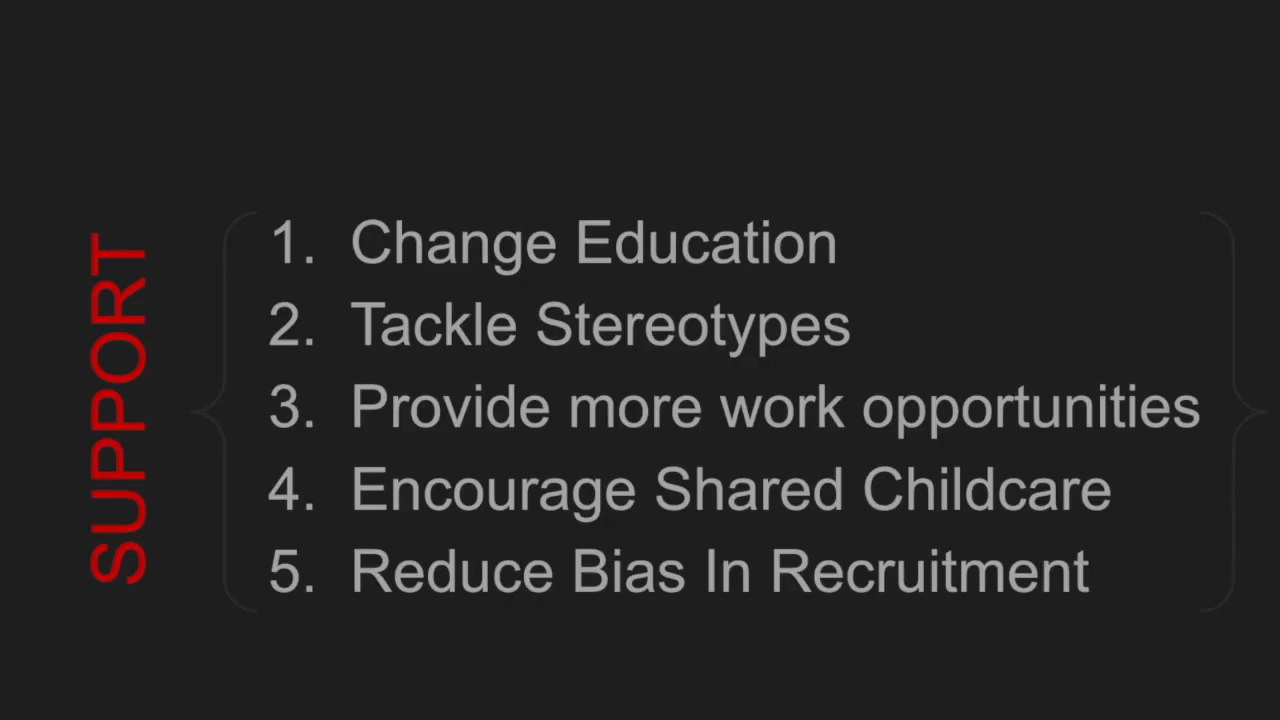 SUPPORT
1. Change Education
2. Tackle Stereotypes
3. Provide more work opportunities
4. Encourage Shared Childcare
5. Reduce Bias In Recruitment